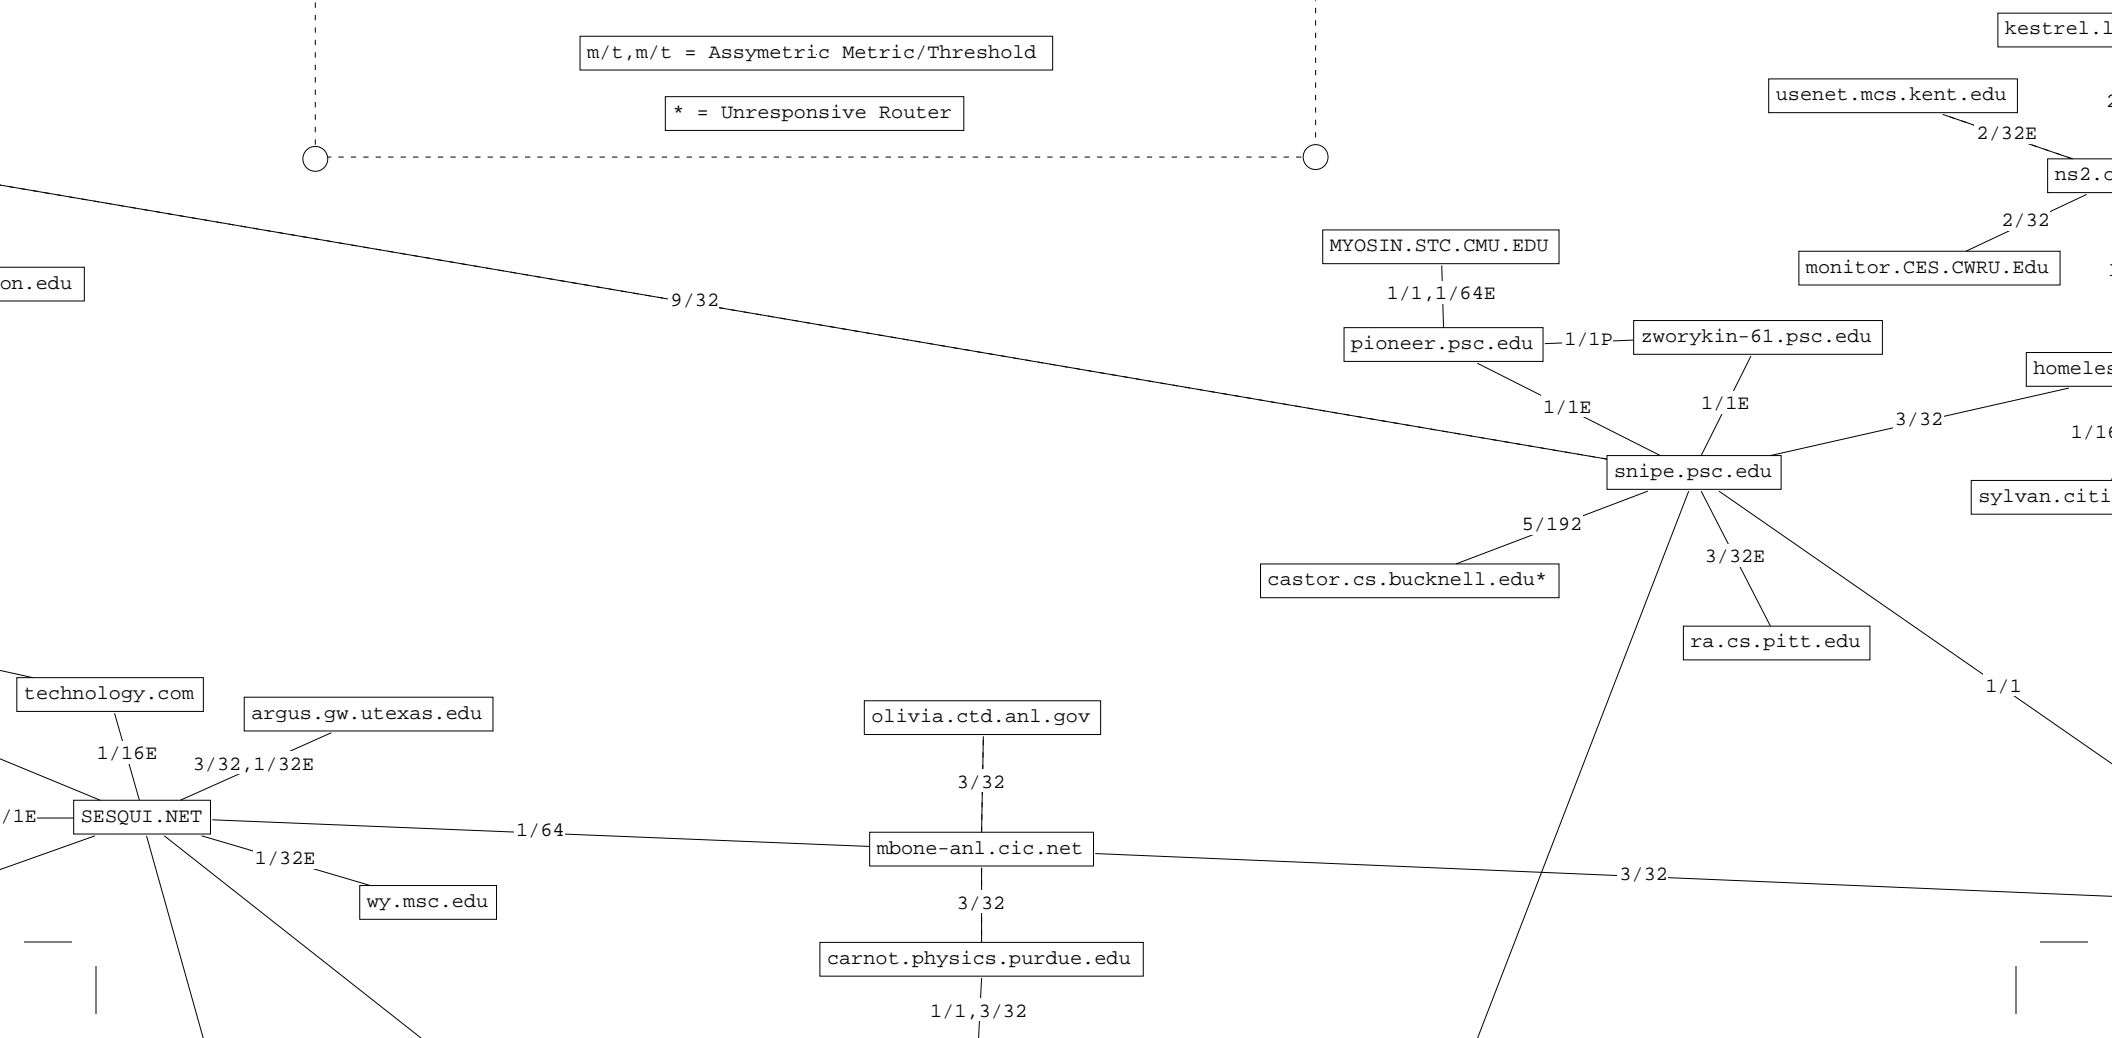 kestrel.l
m/t,m/t = Assymetric Metric/Threshold
usenet.mcs.kent.edu
* = Unresponsive Router
2/32E
ns2.c
2/32
MYOSIN.STC.CMU.EDU
monitor.CES.CWRU.Edu
on.edu
1/1,1/64E
9/32
pioneer.psc.edu
1/1P
zworykin-61.psc.edu
homeles
1/1E
1/1E
3/32
1/16
snipe.psc.edu
sylvan.citi
5/192
3/32E
castor.cs.bucknell.edu*
ra.cs.pitt.edu
1/1
technology.com
argus.gw.utexas.edu
olivia.ctd.anl.gov
1/16E
3/32,1/32E
3/32
/1E
SESQUI.NET
1/64
mbone-anl.cic.net
1/32E
3/32
wy.msc.edu
3/32
carnot.physics.purdue.edu
1/1,3/32